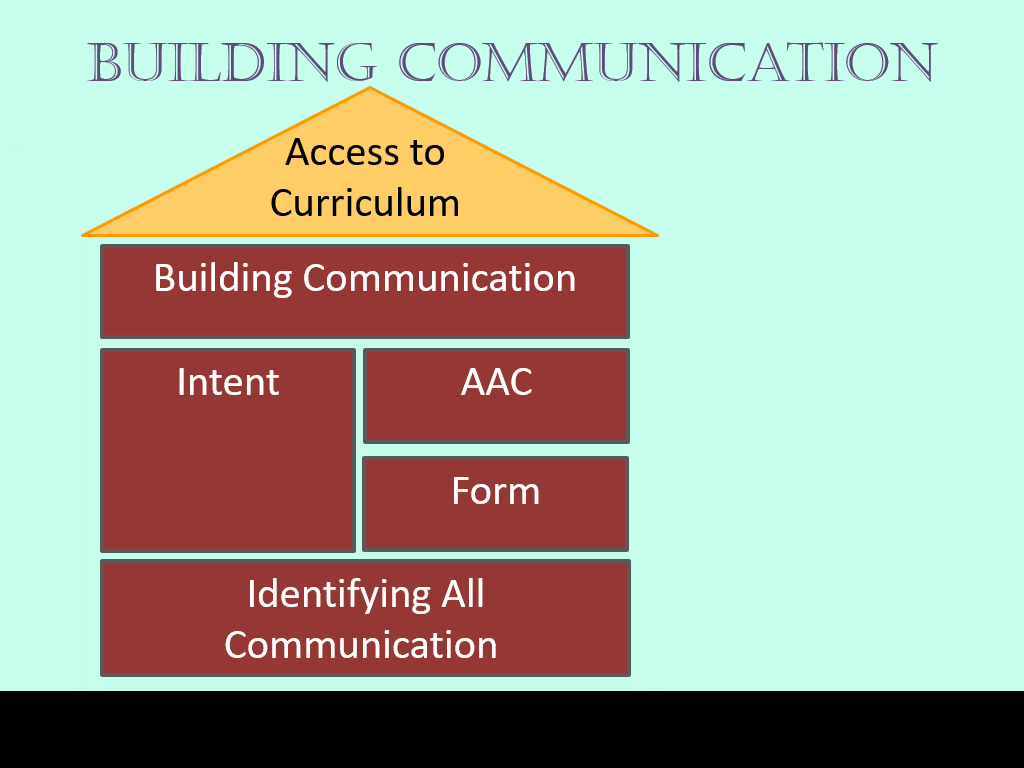 BUILDING COMMUNICATION
Access to
Curriculum
Building Communication
Intent
AAC
Form
Identifying All
Communication